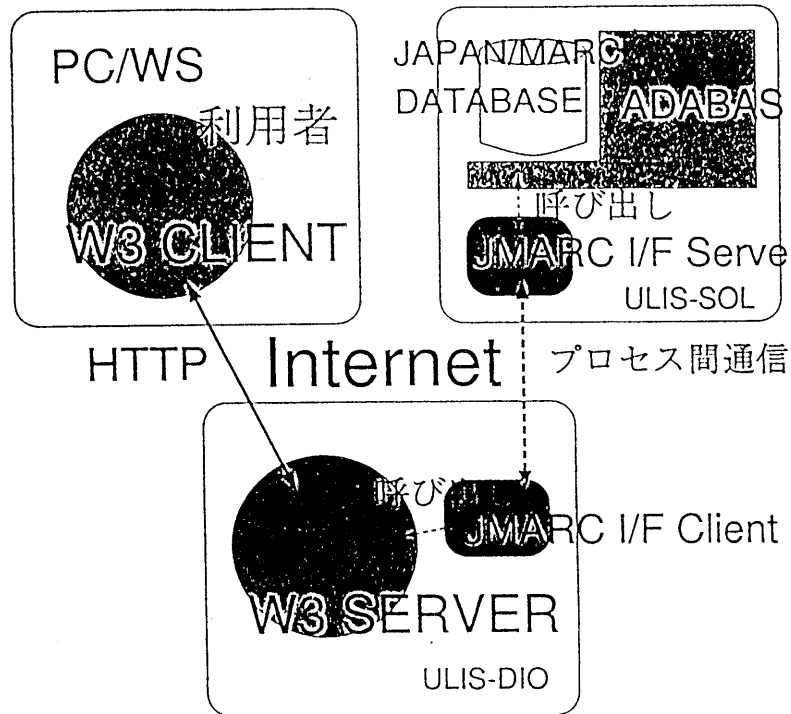 PC/WS
利用者
W3 CLIENT
JAPAN/MARC
DATABASE
ADABAS
呼び出し
JMARC I/F Serve
ULIS-SOL
HTTP
Internet
プロセス間通信
呼び出し
JMARC I/F Client
W3 SERVER
ULIS-DIO